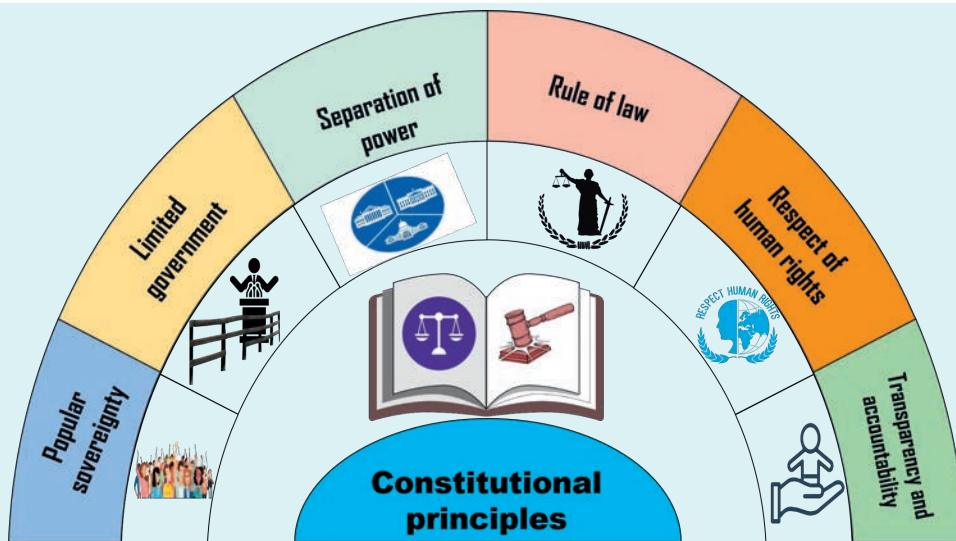 Popular
sovereignty
Limited
government
Separation of
power
Rule of law
Respect of
human rights
Transparency and
accountability
RESPECT HUMAN RIGHTS
Constitutional
principles